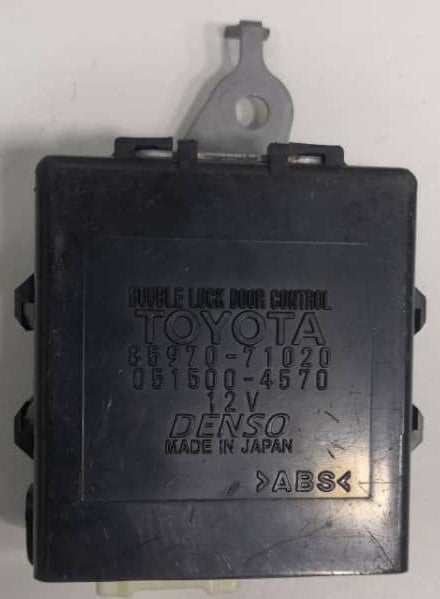 DOUBLE LOCK DOOR CONTROL
TOYOTA
85970-71020
051500-4570
12V
DENSO
MADE IN JAPAN
>ABS<